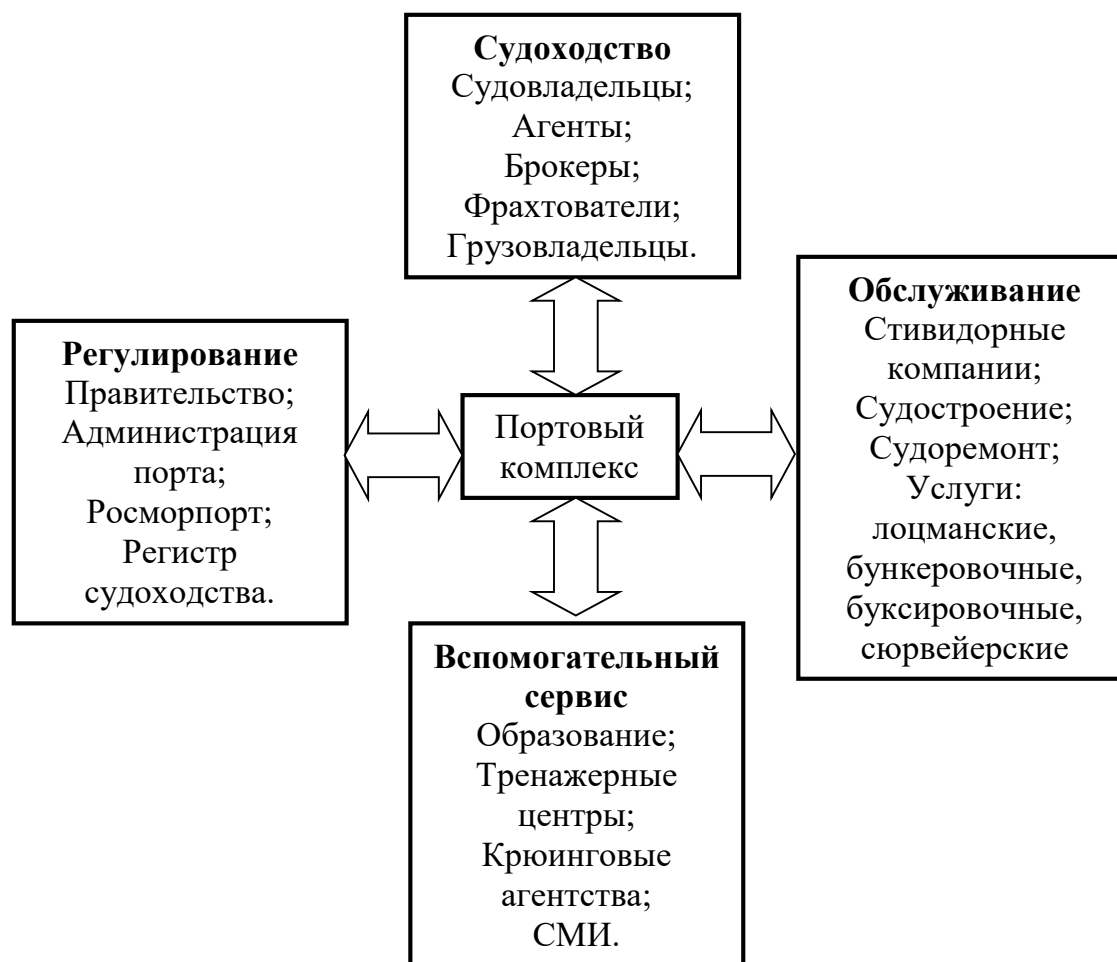 Судоходство
Судовладельцы;
Агенты;
Брокеры;
Фрахтователи;
Грузовладельцы.
Регулирование
Правительство;
Администрация
порта;
Росморпорт;
Регистр
судоходства.
Портовый
комплекс
Обслуживание
Стивидорные
компании;
Судостроение;
Судоремонт;
Услуги:
лоцманские,
бункеровочные,
буксировочные,
сюрвейерские
Вспомогательный
сервис
Образование;
Тренажерные
центры;
Крюинговые
агентства;
СМИ.